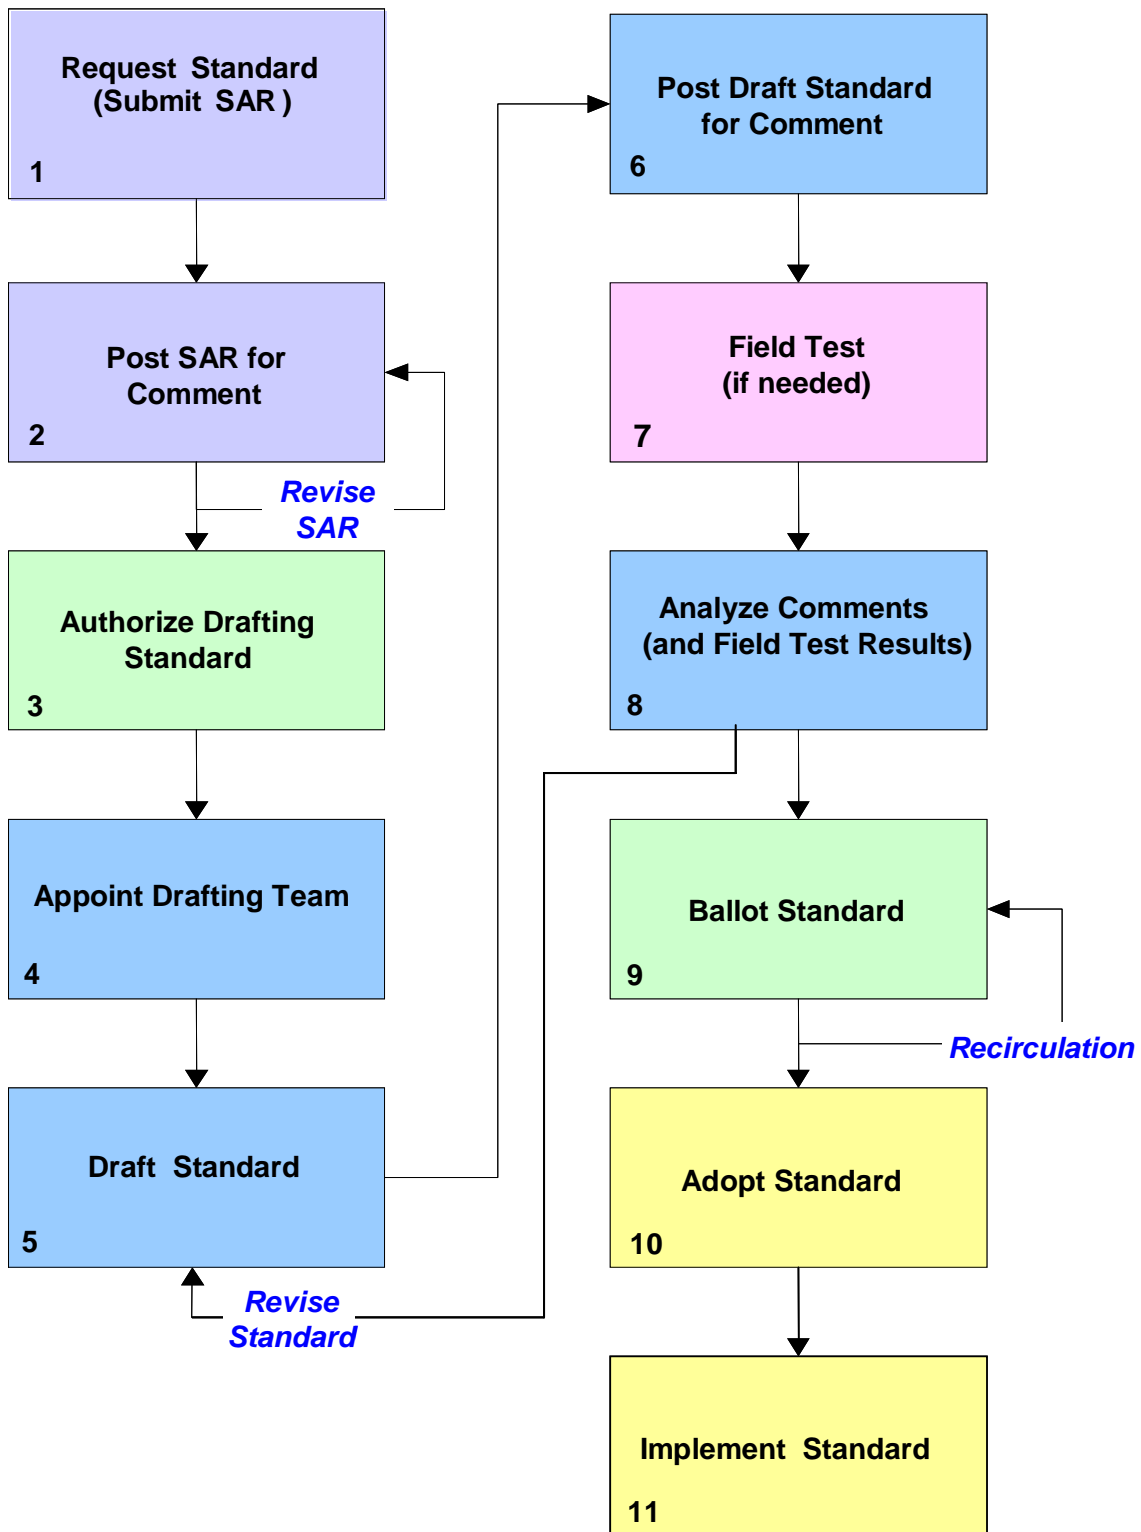 Request Standard
(Submit SAR )
1
Post SAR for
Comment
2
Revise
SAR
Authorize Drafting
Standard
3
Appoint Drafting Team
4
Draft Standard
5
Revise
Standard
Post Draft Standard
for Comment
6
Field Test
(if needed)
7
Analyze Comments
(and Field Test Results)
8
Ballot Standard
9
Recirculation
Adopt Standard
10
Implement Standard
11